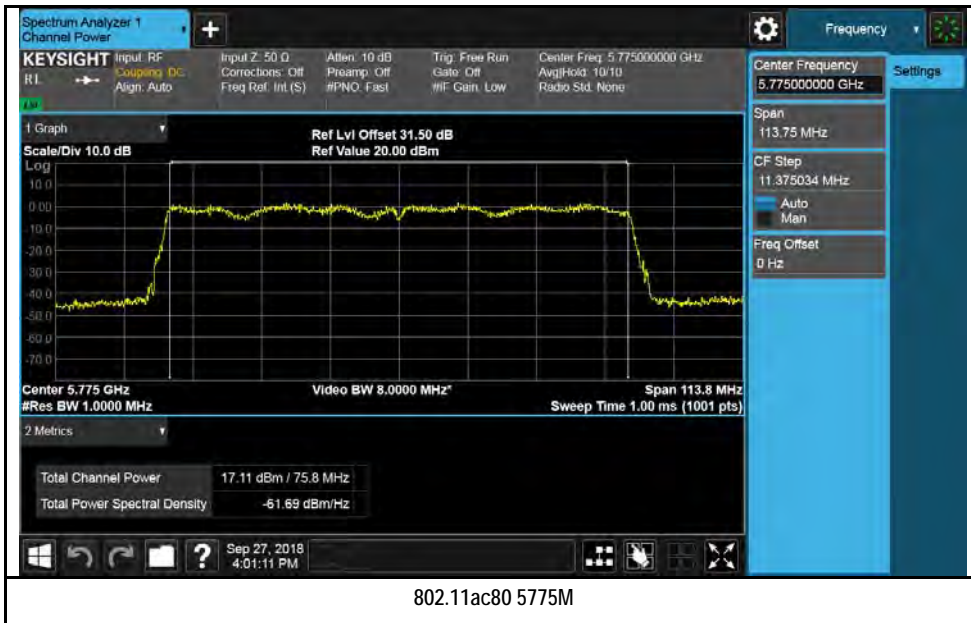 Spectrum Analyzer 1
Channel Power
+
Frequency
KEYSIGHT
RL
Input: RF
Coupling: DC
Align: Auto
Input Z: 50 Ω
Corrections: Off
Freq Ref: Int (S)
Atten: 10 dB
Preamp: Off
#PNO: Fast
Trig: Free Run
Gate: Off
#IF Gain: Low
Center Freq: 5.775000000 GHz
Avg|Hold: 10/10
Radio Std: None
Center Frequency
5.775000000 GHz
Settings
Span
113.75 MHz
CF Step
11.375034 MHz
Auto
Man
Freq Offset
0 Hz
1 Graph
Scale/Div 10.0 dB
Ref Lvl Offset 31.50 dB
Ref Value 20.00 dBm
Log
10.0
0.00
-10.0
-20.0
-30.0
-40.0
-50.0
-60.0
-70.0
Center 5.775 GHz
#Res BW 1.0000 MHz
Video BW 8.0000 MHz*
Span 113.8 MHz
Sweep Time 1.00 ms (1001 pts)
2 Metrics
Total Channel Power
17.11 dBm / 75.8 MHz
Total Power Spectral Density
-61.69 dBm/Hz
?
Sep 27, 2018
4:01:11 PM
802.11ac80 5775M